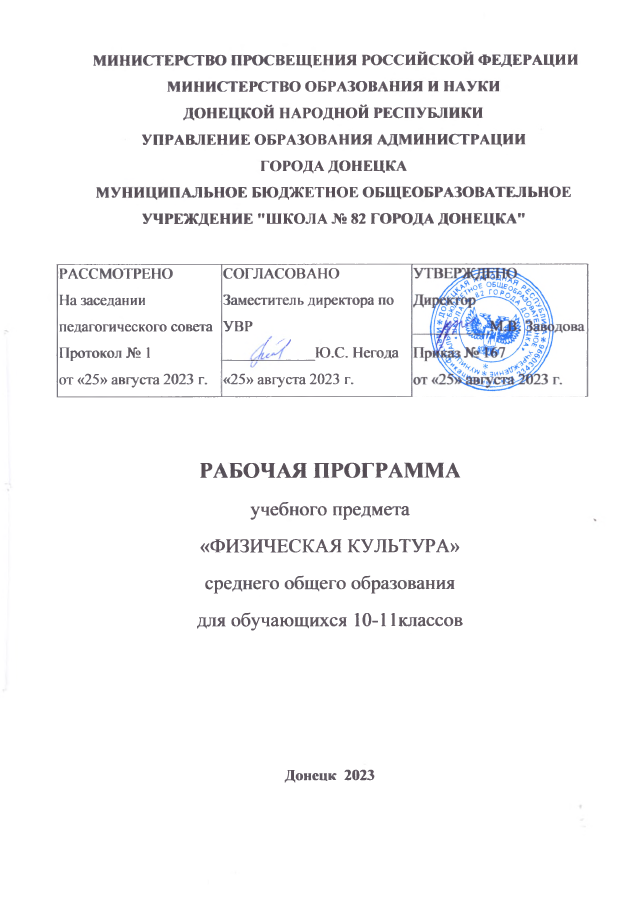 МИНИСТЕРСТВО ПРОСВЕЩЕНИЯ РОССИЙСКОЙ ФЕДЕРАЦИИ
МИНИСТЕРСТВО ОБРАЗОВАНИЯ И НАУКИ
ДОНЕЦКОЙ НАРОДНОЙ РЕСПУБЛИКИ
УПРАВЛЕНИЕ ОБРАЗОВАНИЯ АДМИНИСТРАЦИИ
ГОРОДА ДОНЕЦКА
МУНИЦИПАЛЬНОЕ БЮДЖЕТНОЕ ОБЩЕОБРАЗОВАТЕЛЬНОЕ
УЧРЕЖДЕНИЕ "ШКОЛА № 82 ГОРОДА ДОНЕЦКА"
РАССМОТРЕНО
На заседании
педагогического совета
Протокол № 1
от «25» августа 2023 г.
СОГЛАСОВАНО
Заместитель директора по
УВР
Ю.С. Негода
«25» августа 2023 г.
УТВЕРЖДЕНО
Директор
М.В. Заводова
Приказ № 167
от «25» августа 2023 г.
РАБОЧАЯ ПРОГРАММА
учебного предмета
«ФИЗИЧЕСКАЯ КУЛЬТУРА»
среднего общего образования
для обучающихся 10-11классов
Донецк 2023